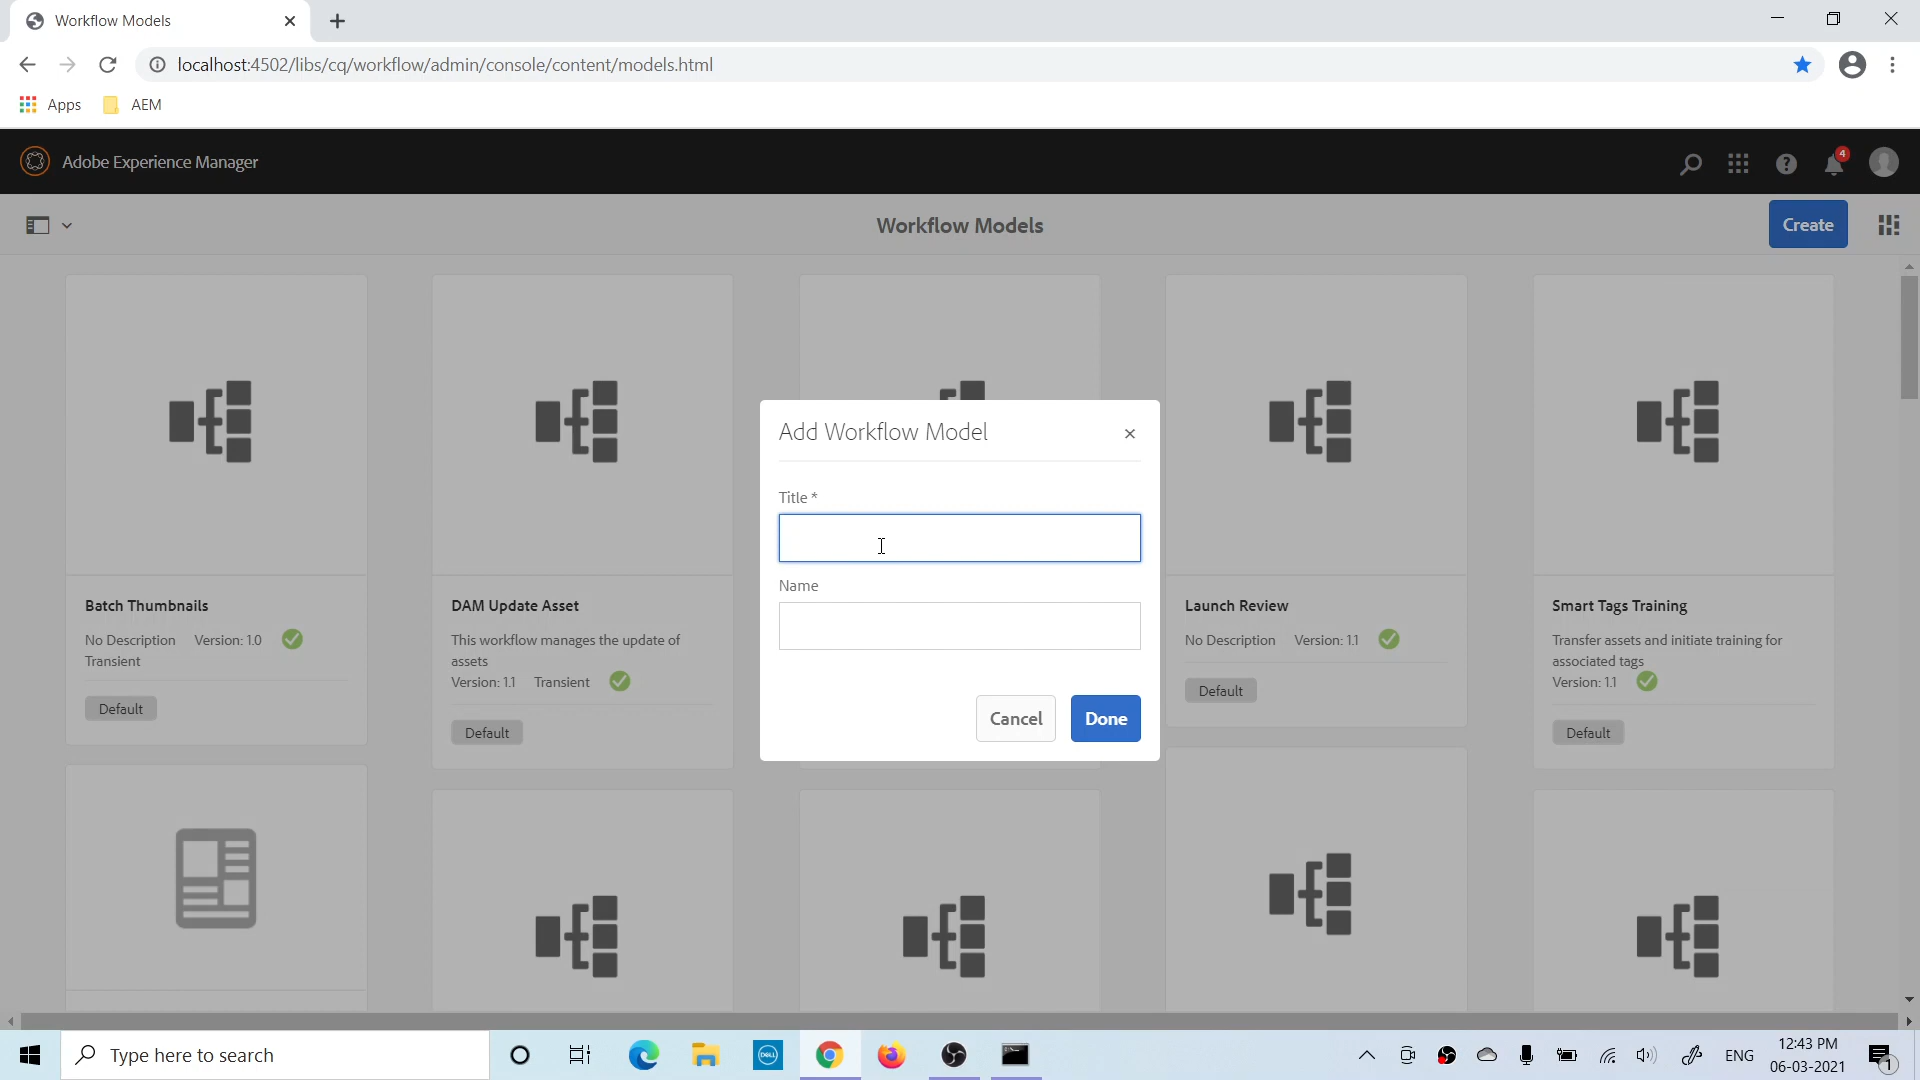 Workflow Models
localhost:4502/libs/cq/workflow/admin/console/content/models.html
Apps AEM
Adobe Experience Manager
4
Workflow Models
Create
Add Workflow Model
Title *
Name
Cancel Done
Batch Thumbnails
No Description Version: 1.0
Transient
Default
DAM Update Asset
This workflow manages the update of
assets
Version: 1.1 Transient
Default
Launch Review
No Description Version: 1.1
Default
Smart Tags Training
Transfer assets and initiate training for
associated tags
Version: 1.1
Default
Type here to search
DELL
ENG
12:43 PM
06-03-2021
1